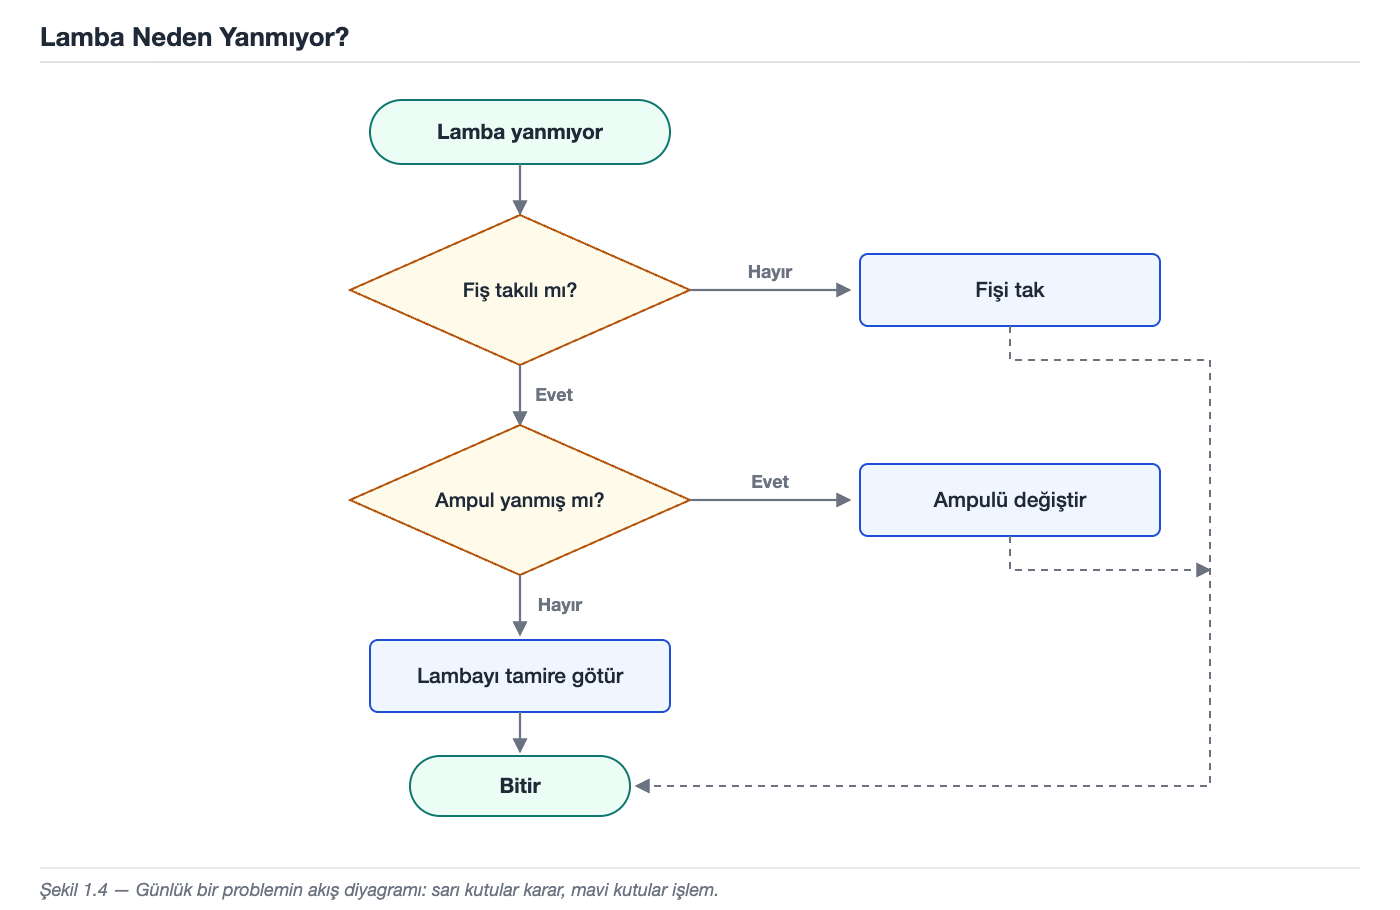 Lamba Neden Yanmıyor?
Lamba yanmıyor
Fiş takılı mı?
Hayır
Fişi tak
Evet
Ampul yanmış mı?
Evet
Ampulü değiştir
Hayır
Lambayı tamire götür
Bitir
Şekil 1.4 — Günlük bir problemin akış diyagramı: sarı kutular karar, mavi kutular işlem.